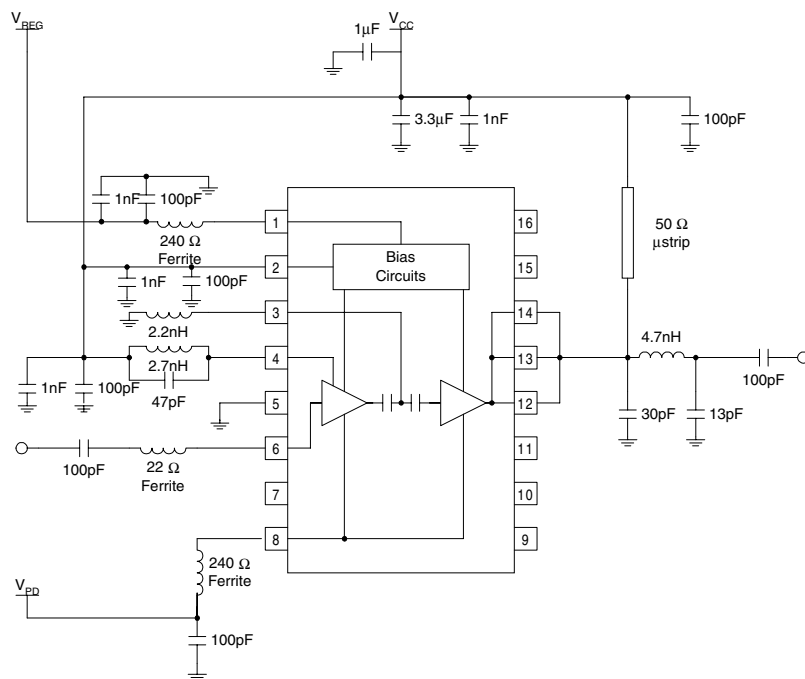 V_REG
V_CC
1μF
3.3μF
1nF
100pF
1nF
100pF
240 Ω
Ferrite
1
16
50 Ω
μstrip
Bias
Circuits
2
15
1nF
100pF
3
14
2.2nH
4.7nH
4
13
2.7nH
47pF
1nF
100pF
5
12
100pF
30pF
13pF
6
11
100pF
22 Ω
Ferrite
7
10
8
9
240 Ω
Ferrite
V_PD
100pF